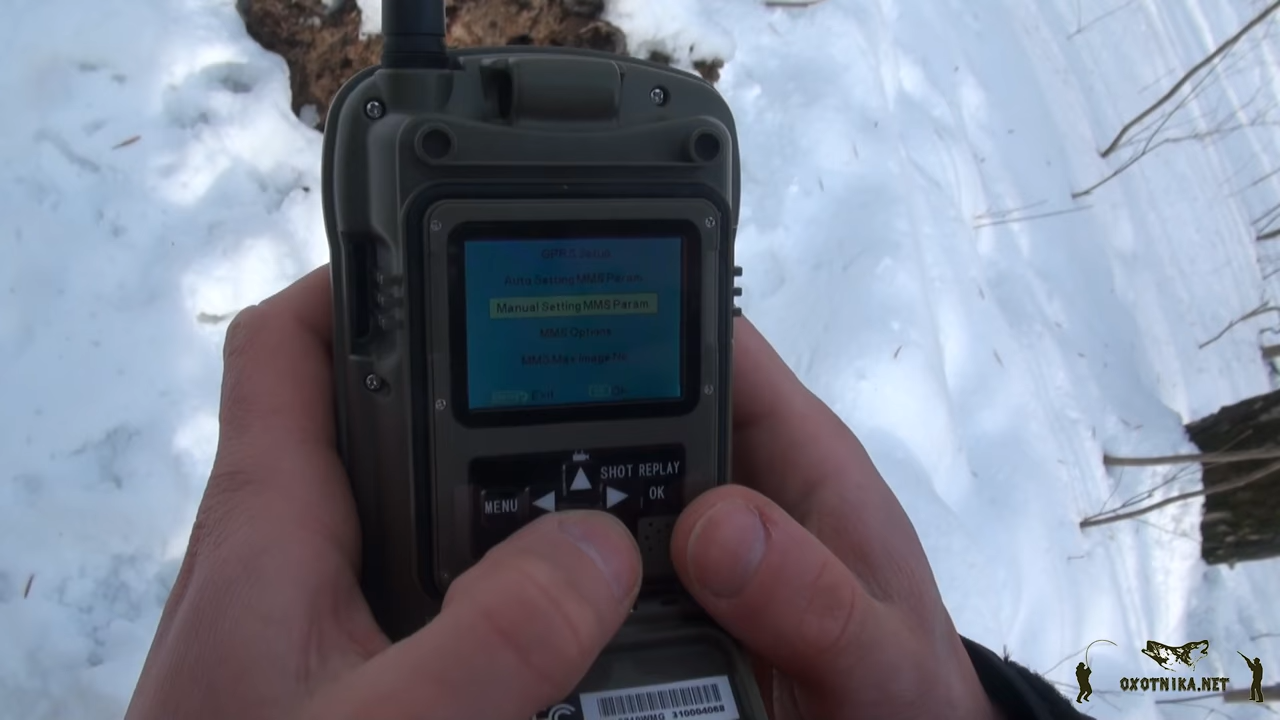 GPRS Setup
Auto Setting MMS Param.
Manual Setting MMS Param.
MMS Options
MMS Max Image No.
Exit OK
SHOT REPLAY
MENU OK
310004068
OXOTNIKA.NET